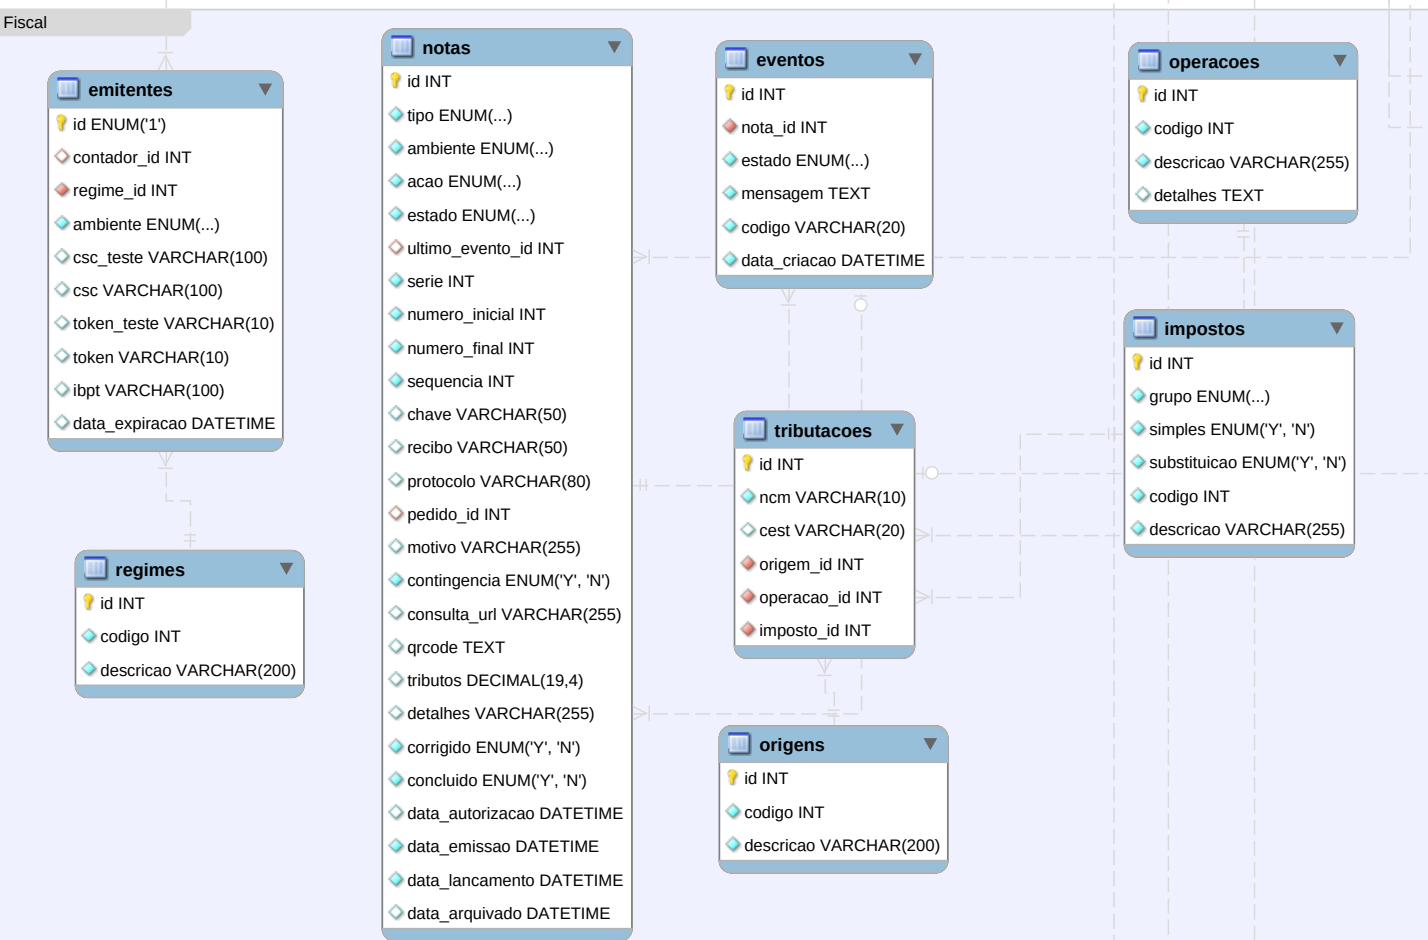 Fiscal
emitentes
id ENUM('1')
contador_id INT
regime_id INT
ambiente ENUM(...)
csc_teste VARCHAR(100)
csc VARCHAR(100)
token_teste VARCHAR(10)
token VARCHAR(10)
ibpt VARCHAR(100)
data_expiracao DATETIME
regimes
id INT
codigo INT
descricao VARCHAR(200)
notas
id INT
tipo ENUM(...)
ambiente ENUM(...)
acao ENUM(...)
estado ENUM(...)
ultimo_evento_id INT
serie INT
numero_inicial INT
numero_final INT
sequencia INT
chave VARCHAR(50)
recibo VARCHAR(50)
protocolo VARCHAR(80)
pedido_id INT
motivo VARCHAR(255)
contingencia ENUM('Y', 'N')
consulta_url VARCHAR(255)
qrcode TEXT
tributos DECIMAL(19,4)
detalhes VARCHAR(255)
corrigido ENUM('Y', 'N')
concluido ENUM('Y', 'N')
data_autorizacao DATETIME
data_emissao DATETIME
data_lancamento DATETIME
data_arquivado DATETIME
eventos
id INT
nota_id INT
estado ENUM(...)
mensagem TEXT
codigo VARCHAR(20)
data_criacao DATETIME
tributacoes
id INT
ncm VARCHAR(10)
cest VARCHAR(20)
origem_id INT
operacao_id INT
imposto_id INT
origens
id INT
codigo INT
descricao VARCHAR(200)
operacoes
id INT
codigo INT
descricao VARCHAR(255)
detalhes TEXT
impostos
id INT
grupo ENUM(...)
simples ENUM('Y', 'N')
substituicao ENUM('Y', 'N')
codigo INT
descricao VARCHAR(255)